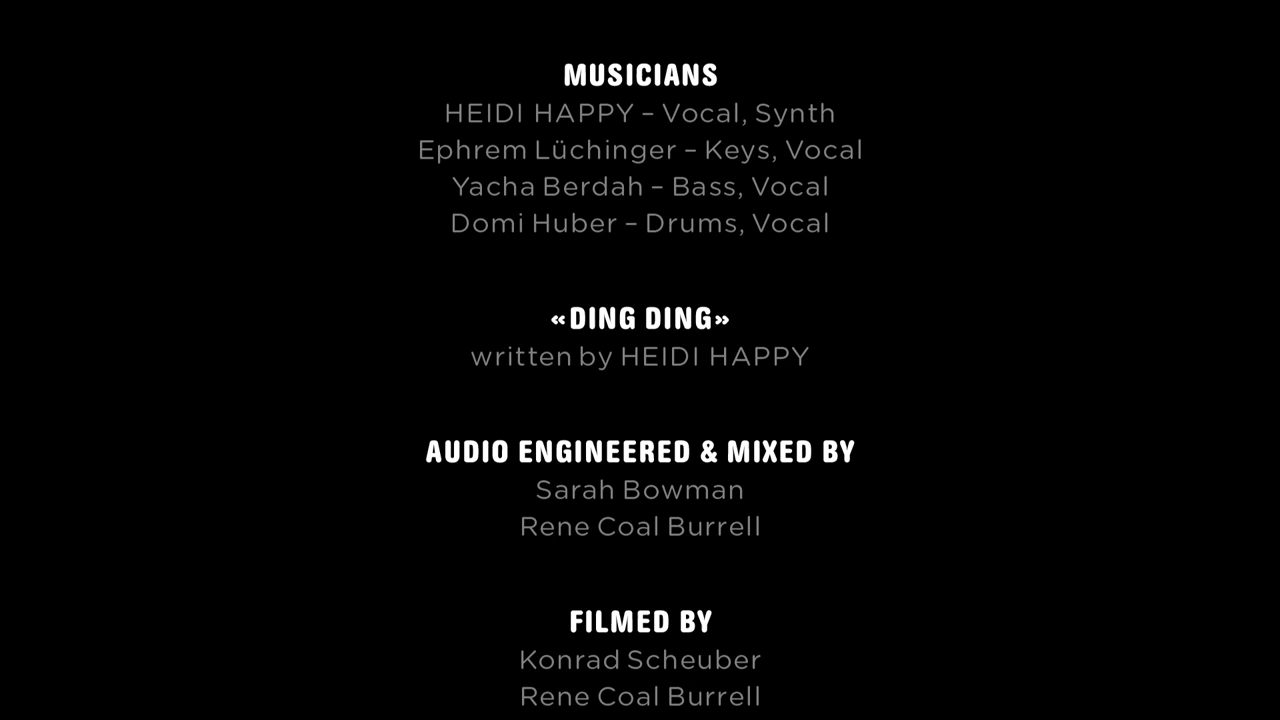 MUSICIANS
HEIDI HAPPY – Vocal, Synth
Ephrem Lüchinger – Keys, Vocal
Yacha Berdah – Bass, Vocal
Domi Huber – Drums, Vocal
«DING DING»
written by HEIDI HAPPY
AUDIO ENGINEERED & MIXED BY
Sarah Bowman
Rene Coal Burrell
FILMED BY
Konrad Scheuber
Rene Coal Burrell